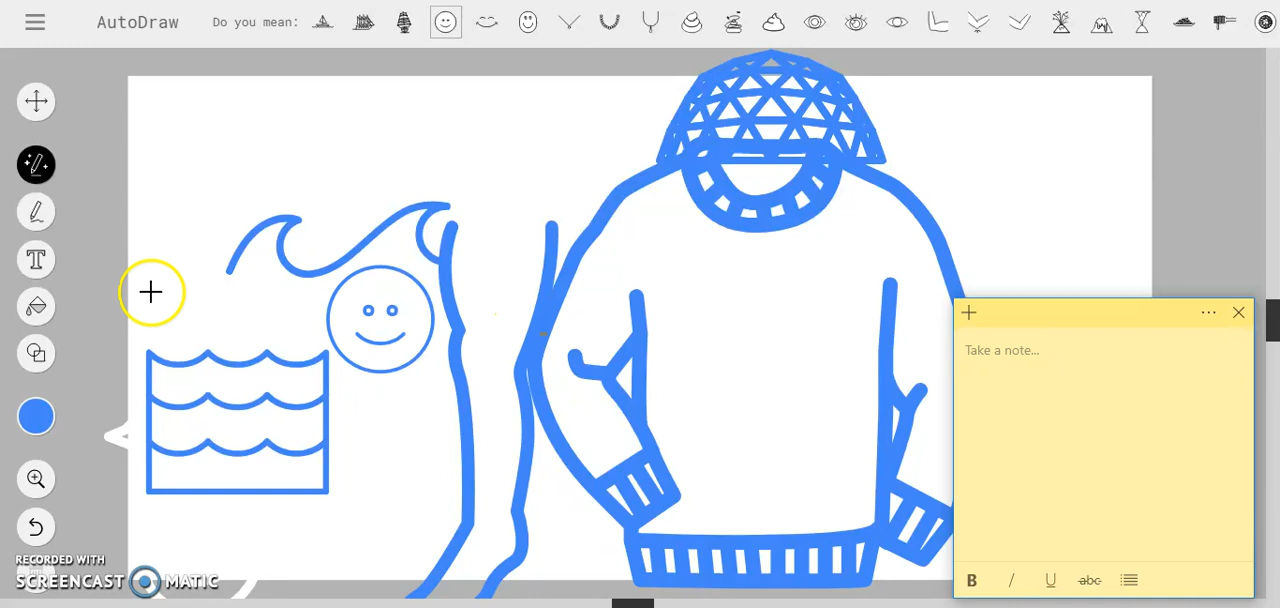 AutoDraw
Do you mean:
T
Take a note...
B / U abc
RECORDED WITH
SCREENCAST MATIC